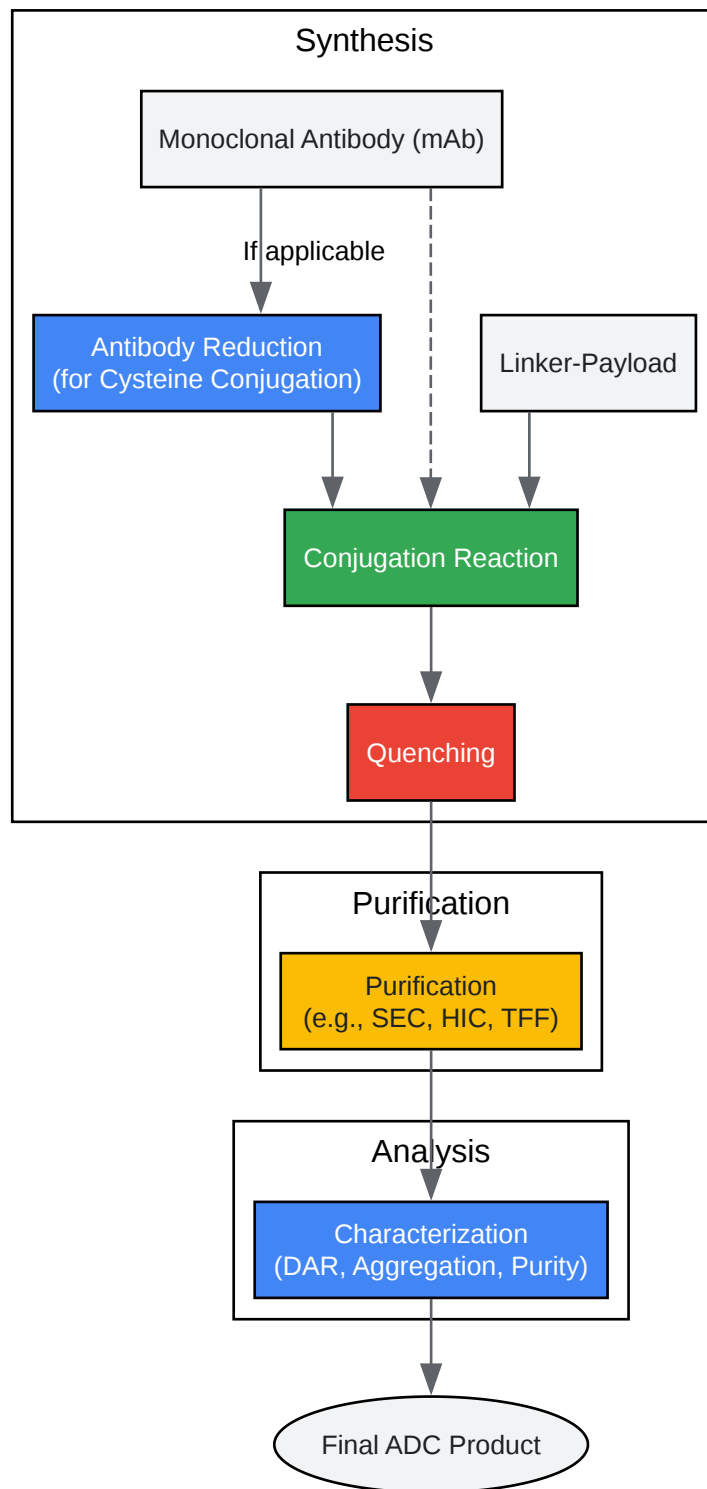 Synthesis
Monoclonal Antibody (mAb)
If applicable
Antibody Reduction
(for Cysteine Conjugation)
Linker-Payload
Conjugation Reaction
Quenching
Purification
Purification
(e.g., SEC, HIC, TFF)
Analysis
Characterization
(DAR, Aggregation, Purity)
Final ADC Product